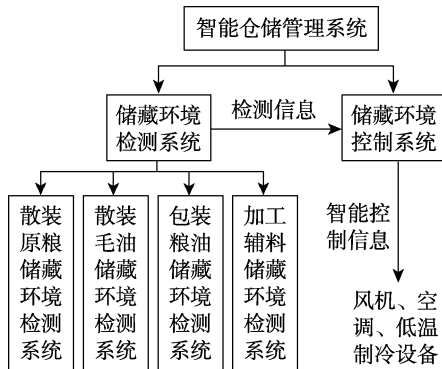 智能仓储管理系统
储藏环境
检测系统
检测信息
储藏环境
控制系统
散装
原粮
储藏
环境
检测
系统
散装
毛油
储藏
环境
检测
系统
包装
粮油
储藏
环境
检测
系统
加工
辅料
储藏
环境
检测
系统
智能控
制信息
风机、空
调、低温
制冷设备